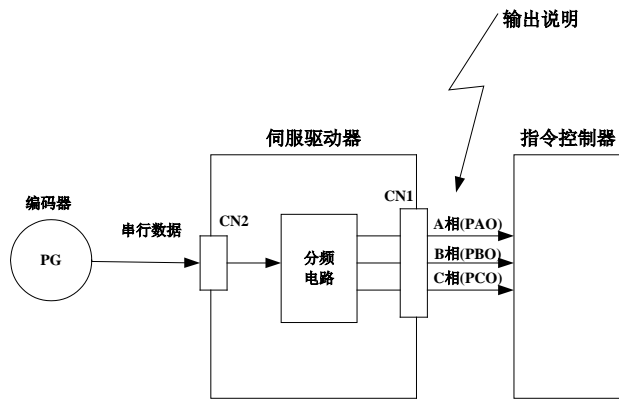 输出说明
伺服驱动器
指令控制器
编码器
PG
串行数据
CN2
分频
电路
CN1
A相(PAO)
B相(PBO)
C相(PCO)